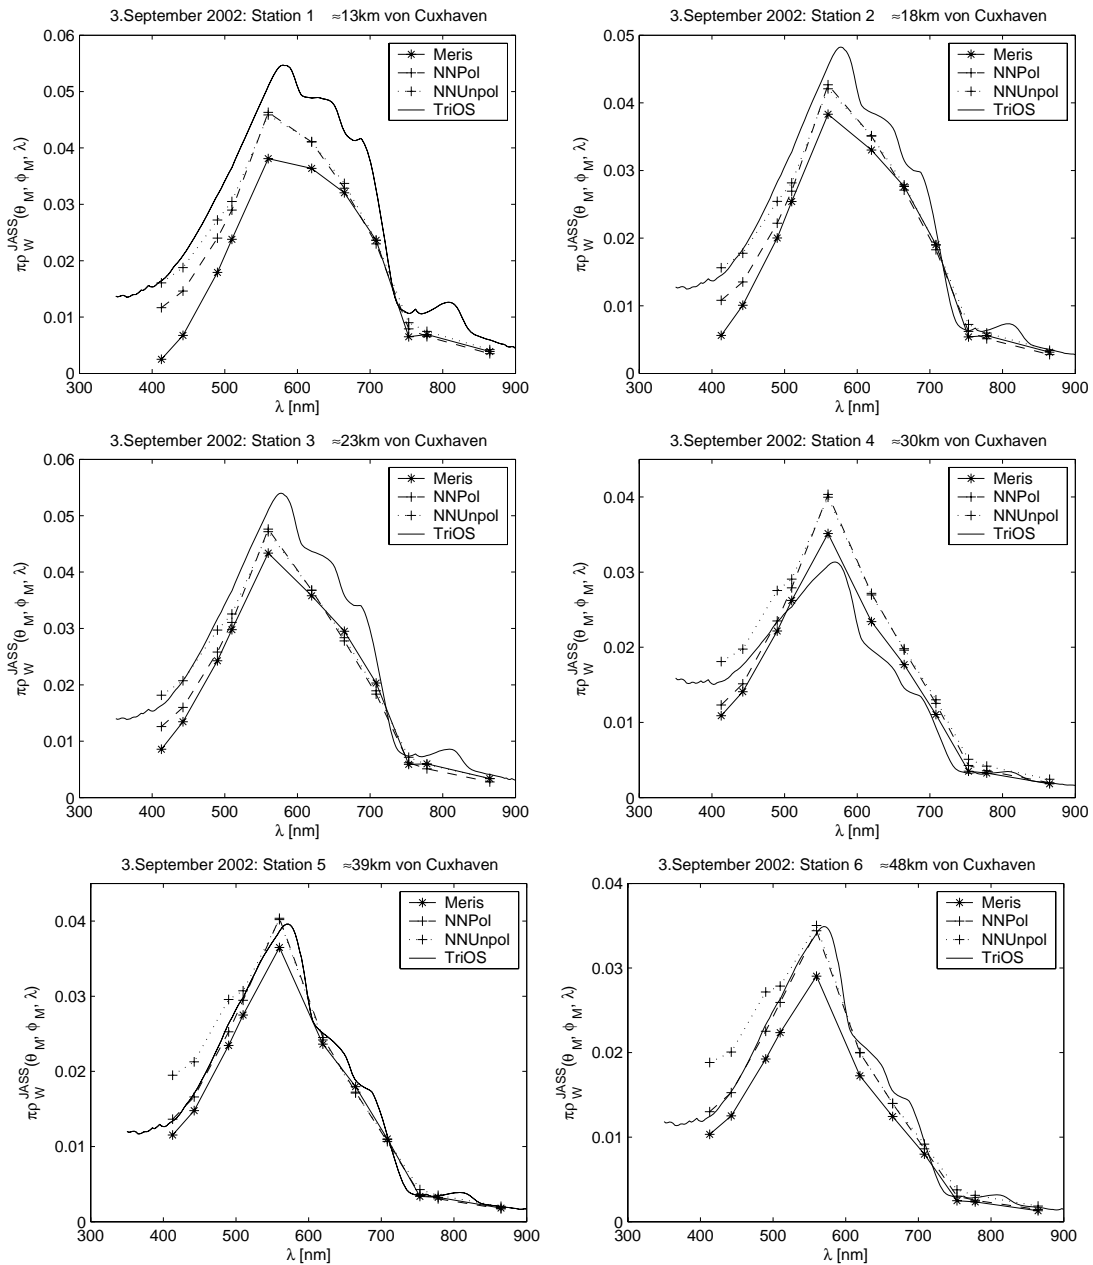 3.September 2002: Station 1 ≈13km von Cuxhaven
0.06
0.05
0.04
0.03
0.02
0.01
0
πρ_W^JASS(θ_M, ϕ_M, λ)
Meris
NNPol
NNUnpol
TriOS
300 400 500 600 700 800 900
λ [nm]
3.September 2002: Station 2 ≈18km von Cuxhaven
0.05
0.04
0.03
0.02
0.01
0
πρ_W^JASS(θ_M, ϕ_M, λ)
Meris
NNPol
NNUnpol
TriOS
300 400 500 600 700 800 900
λ [nm]
3.September 2002: Station 3 ≈23km von Cuxhaven
0.06
0.05
0.04
0.03
0.02
0.01
0
πρ_W^JASS(θ_M, ϕ_M, λ)
Meris
NNPol
NNUnpol
TriOS
300 400 500 600 700 800 900
λ [nm]
3.September 2002: Station 4 ≈30km von Cuxhaven
0.04
0.03
0.02
0.01
0
πρ_W^JASS(θ_M, ϕ_M, λ)
Meris
NNPol
NNUnpol
TriOS
300 400 500 600 700 800 900
λ [nm]
3.September 2002: Station 5 ≈39km von Cuxhaven
0.04
0.03
0.02
0.01
0
πρ_W^JASS(θ_M, ϕ_M, λ)
Meris
NNPol
NNUnpol
TriOS
300 400 500 600 700 800 900
λ [nm]
3.September 2002: Station 6 ≈48km von Cuxhaven
0.04
0.03
0.02
0.01
0
πρ_W^JASS(θ_M, ϕ_M, λ)
Meris
NNPol
NNUnpol
TriOS
300 400 500 600 700 800 900
λ [nm]